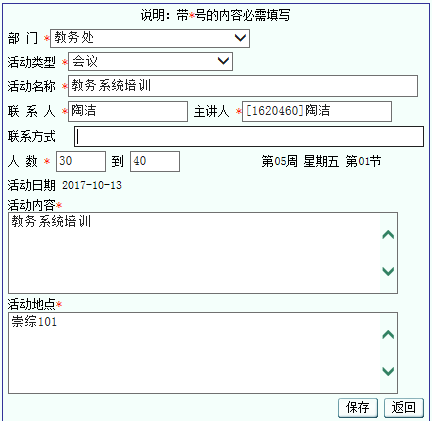 说明：带*号的内容必需填写
部 门 *教务处
活动类型 *会议
活动名称 *教务系统培训
联 系 人 *陶洁 主讲人 *[1620460]陶洁
联系方式
人 数 * 30 到 40 第05周 星期五 第01节
活动日期 2017-10-13
活动内容*
教务系统培训
活动地点*
崇综101
保存 返回